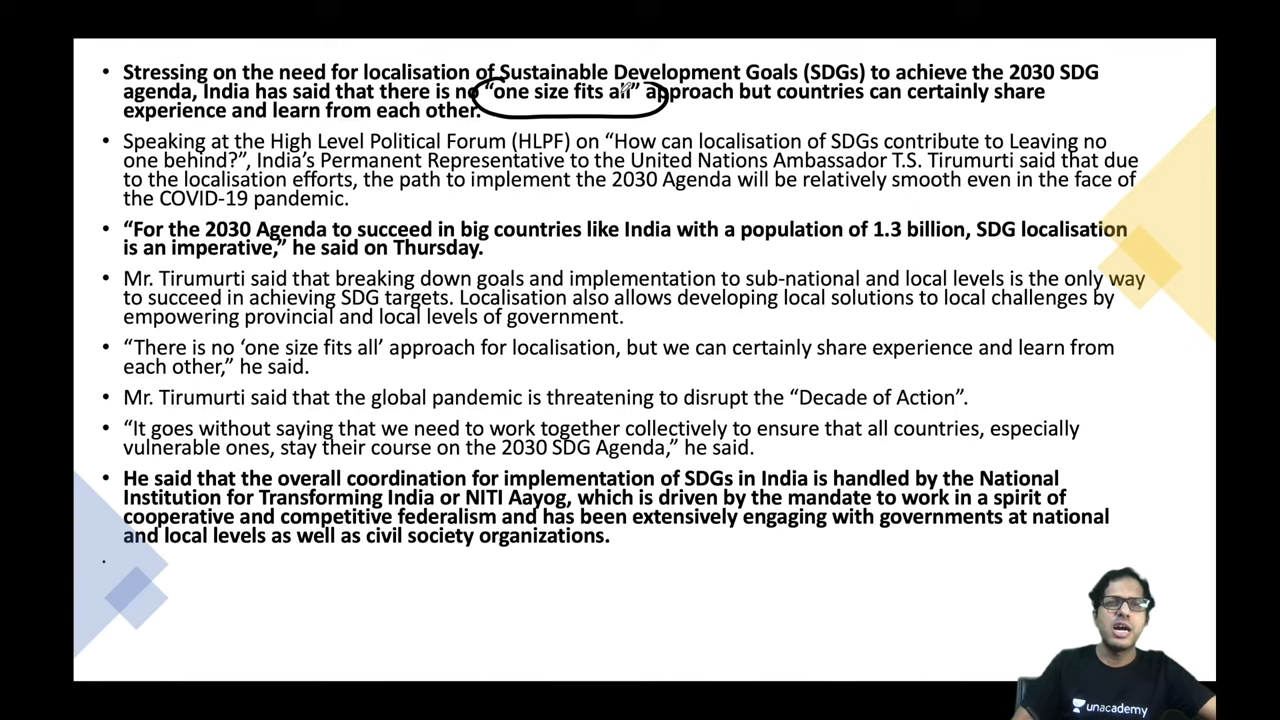 • Stressing on the need for localisation of Sustainable Development Goals (SDGs) to achieve the 2030 SDG
agenda, India has said that there is no “one size fits all” approach but countries can certainly share
experience and learn from each other.
• Speaking at the High Level Political Forum (HLPF) on “How can localisation of SDGs contribute to Leaving no
one behind?”, India’s Permanent Representative to the United Nations Ambassador T.S. Tirumurti said that due
to the localisation efforts, the path to implement the 2030 Agenda will be relatively smooth even in the face of
the COVID-19 pandemic.
• “For the 2030 Agenda to succeed in big countries like India with a population of 1.3 billion, SDG localisation
is an imperative,” he said on Thursday.
• Mr. Tirumurti said that breaking down goals and implementation to sub-national and local levels is the only way
to succeed in achieving SDG targets. Localisation also allows developing local solutions to local challenges by
empowering provincial and local levels of government.
• “There is no ‘one size fits all’ approach for localisation, but we can certainly share experience and learn from
each other,” he said.
• Mr. Tirumurti said that the global pandemic is threatening to disrupt the “Decade of Action”.
• “It goes without saying that we need to work together collectively to ensure that all countries, especially
vulnerable ones, stay their course on the 2030 SDG Agenda,” he said.
• He said that the overall coordination for implementation of SDGs in India is handled by the National
Institution for Transforming India or NITI Aayog, which is driven by the mandate to work in a spirit of
cooperative and competitive federalism and has been extensively engaging with governments at national
and local levels as well as civil society organizations.
unacademy